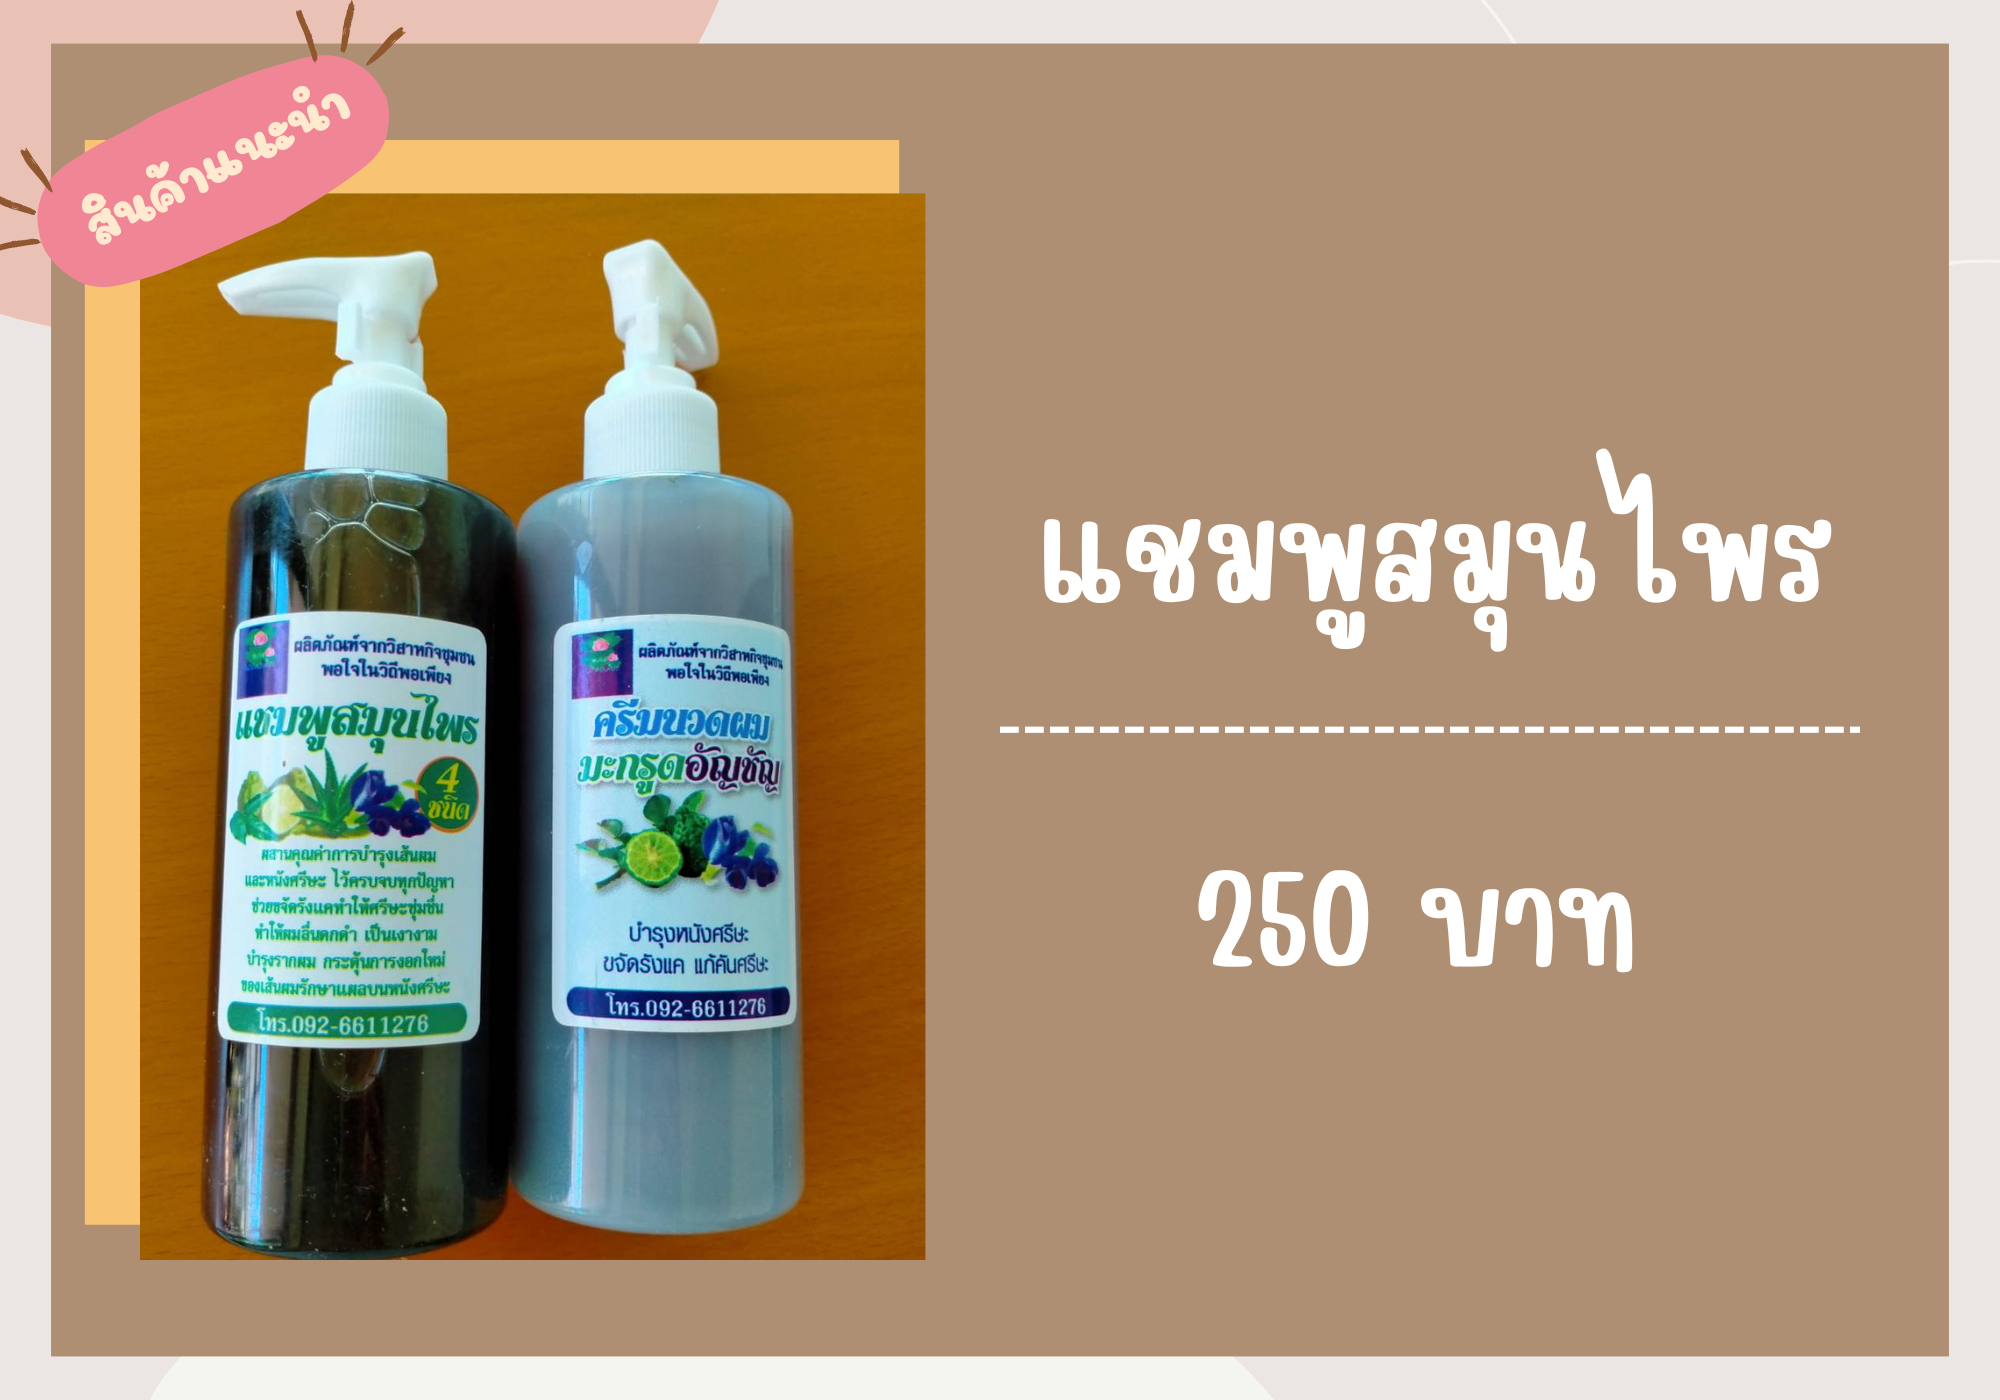 สินค้าแนะนำ
ผลิตภัณฑ์จากวิสาหกิจชุมชน
พอใจในวิถีพอเพียง
แชมพูสมุนไพร
4
ชนิด
ผสานคุณค่าการบำรุงเส้นผม
และหนังศรีษะ ไว้ครบจบทุกปัญหา
ช่วยขจัดรังแคทำให้ศรีษะชุ่มชื่น
ทำให้ผมลื่นดกดำ เป็นเงางาม
บำรุงรากผม กระตุ้นการงอกใหม่
ของเส้นผมรักษาแผลบนหนังศรีษะ
โทร.092-6611276
ผลิตภัณฑ์จากวิสาหกิจชุมชน
พอใจในวิถีพอเพียง
ครีมนวดผม
มะกรูดอัญชัญ
บำรุงหนังศรีษะ
ขจัดรังแค แก้คันศรีษะ
โทร.092-6611276
แชมพูสมุนไพร
250 บาท